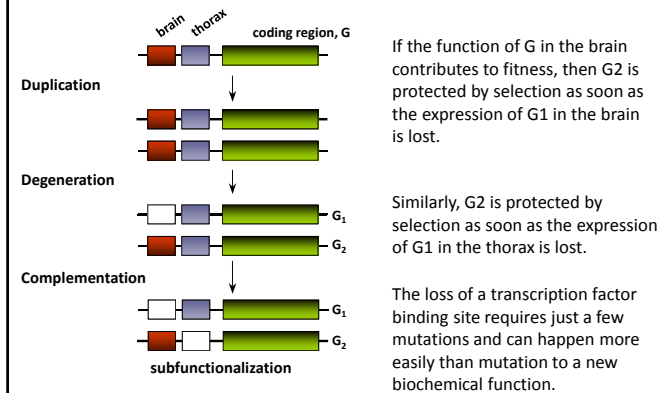 brain thorax coding region, G
Duplication
Degeneration
G1
G2
Complementation
G1
G2
subfunctionalization
If the function of G in the brain
contributes to fitness, then G2 is
protected by selection as soon as
the expression of G1 in the brain
is lost.
Similarly, G2 is protected by
selection as soon as the expression
of G1 in the thorax is lost.
The loss of a transcription factor
binding site requires just a few
mutations and can happen more
easily than mutation to a new
biochemical function.